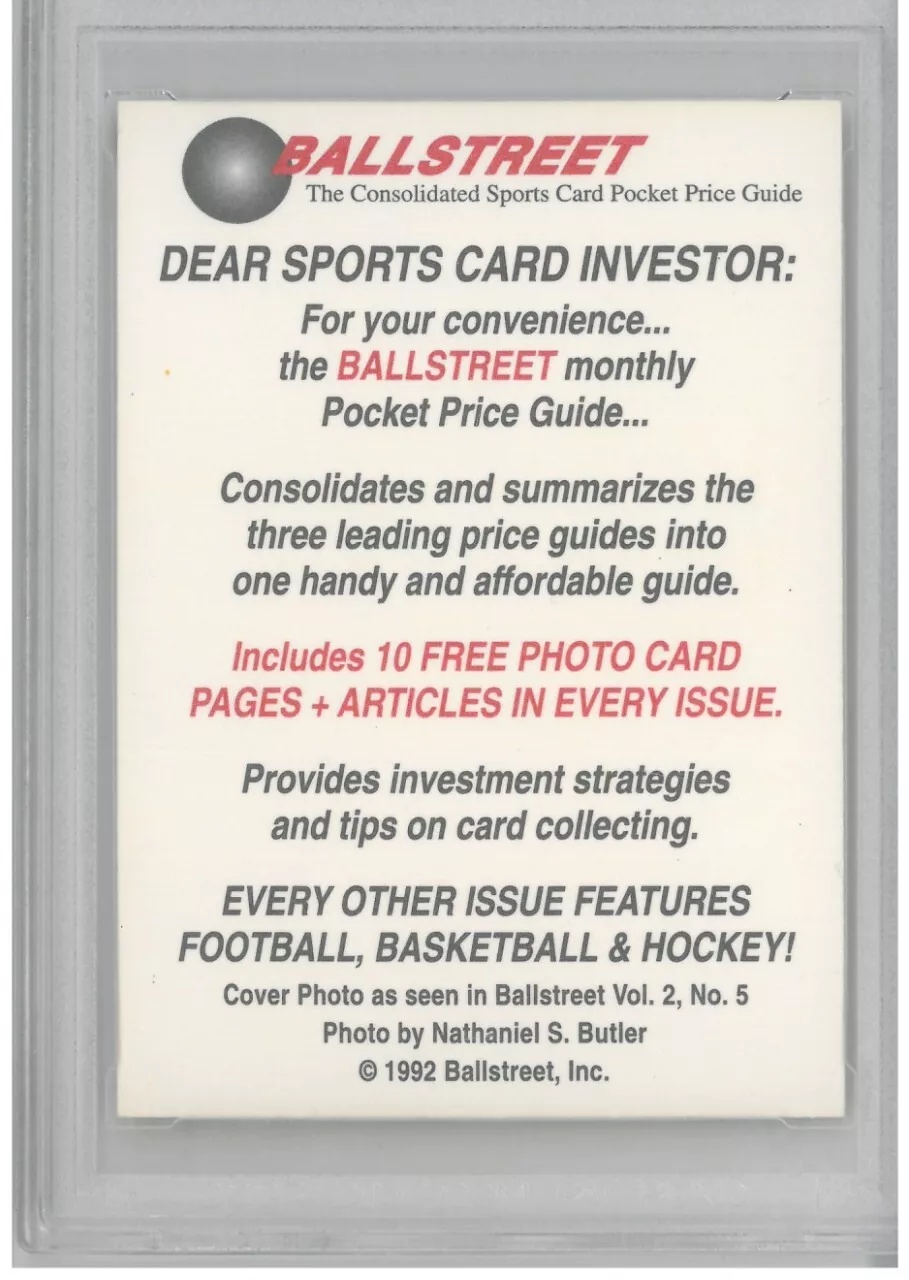 BALLSTREET
The Consolidated Sports Card Pocket Price Guide
DEAR SPORTS CARD INVESTOR:
For your convenience...
the BALLSTREET monthly
Pocket Price Guide...
Consolidates and summarizes the
three leading price guides into
one handy and affordable guide.
Includes 10 FREE PHOTO CARD
PAGES + ARTICLES IN EVERY ISSUE.
Provides investment strategies
and tips on card collecting.
EVERY OTHER ISSUE FEATURES
FOOTBALL, BASKETBALL & HOCKEY!
Cover Photo as seen in Ballstreet Vol. 2, No. 5
Photo by Nathaniel S. Butler
© 1992 Ballstreet, Inc.